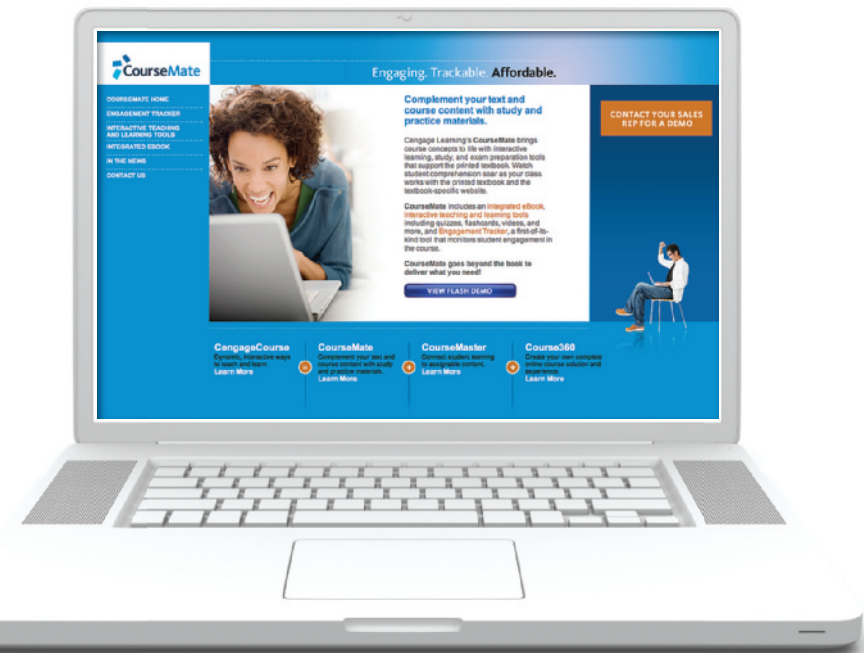 CourseMate
Engaging. Trackable. Affordable.
COURSEMATE HOME
ENGAGEMENT TRACKER
INTERACTIVE TEACHING
AND LEARNING TOOLS
INTEGRATED EBOOK
IN THE NEWS
CONTACT US
Complement your text and
course content with study and
practice materials.
Cengage Learning's CourseMate brings
course concepts to life with interactive
learning, study, and exam preparation tools
that support the printed textbook. Watch
student comprehension soar as your class
works with the printed textbook and the
textbook-specific website.
CourseMate includes an integrated eBook,
interactive teaching and learning tools
including quizzes, flashcards, videos, and
more, and Engagement Tracker, a first-of-its-
kind tool that monitors student engagement in
the course.
CourseMate goes beyond the book to
deliver what you need!
VIEW FLASH DEMO
CONTACT YOUR SALES
REP FOR A DEMO
CengageCourse
Dynamic, interactive ways
to teach and learn.
Learn More
CourseMate
Complement your text and
course content with study
and practice materials.
Learn More
CourseMaster
Connect student learning
to assignable content.
Learn More
Course360
Create your own complete
online course solution and
experience.
Learn More